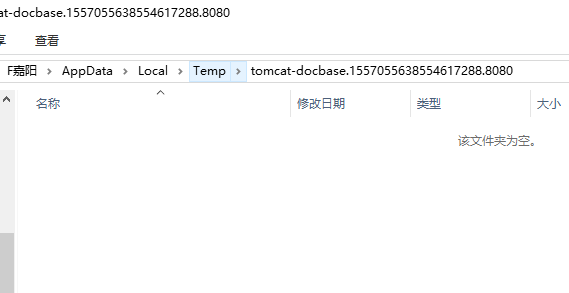 at-docbase.1557055638554617288.8080
享 查看
F嘉阳 AppData Local Temp tomcat-docbase.1557055638554617288.8080
名称 修改日期 类型 大小
该文件夹为空。